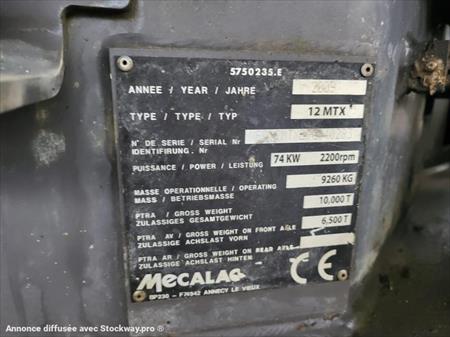 5750235.E
ANNEE / YEAR / JAHRE
TYPE / TYPE / TYP 12 MTX
N° DE SERIE / SERIAL Nr
IDENTIFIRUNG. Nr
PUISSANCE / POWER / LEISTUNG 74 KW 2200rpm
MASSE OPERATIONNELLE / OPERATING 9260 KG
MASS / BETRIEBSMASSE 10,000 T
PTRA / GROSS WEIGHT
ZULASSIGES GESAMTGEWICHT 6,500 T
PTRA AV / GROSS WEIGHT ON FRONT AXLE
ZULASSIGE ACHSLAST VORN
PTRA AR / GROSS WEIGHT ON REAR AXLE
ZULASSIGE ACHSLAST HINTEN
MECALAC CE
BP230 - F74942 ANNECY LE VIEUX
Annonce diffusée avec Stockway.pro ®